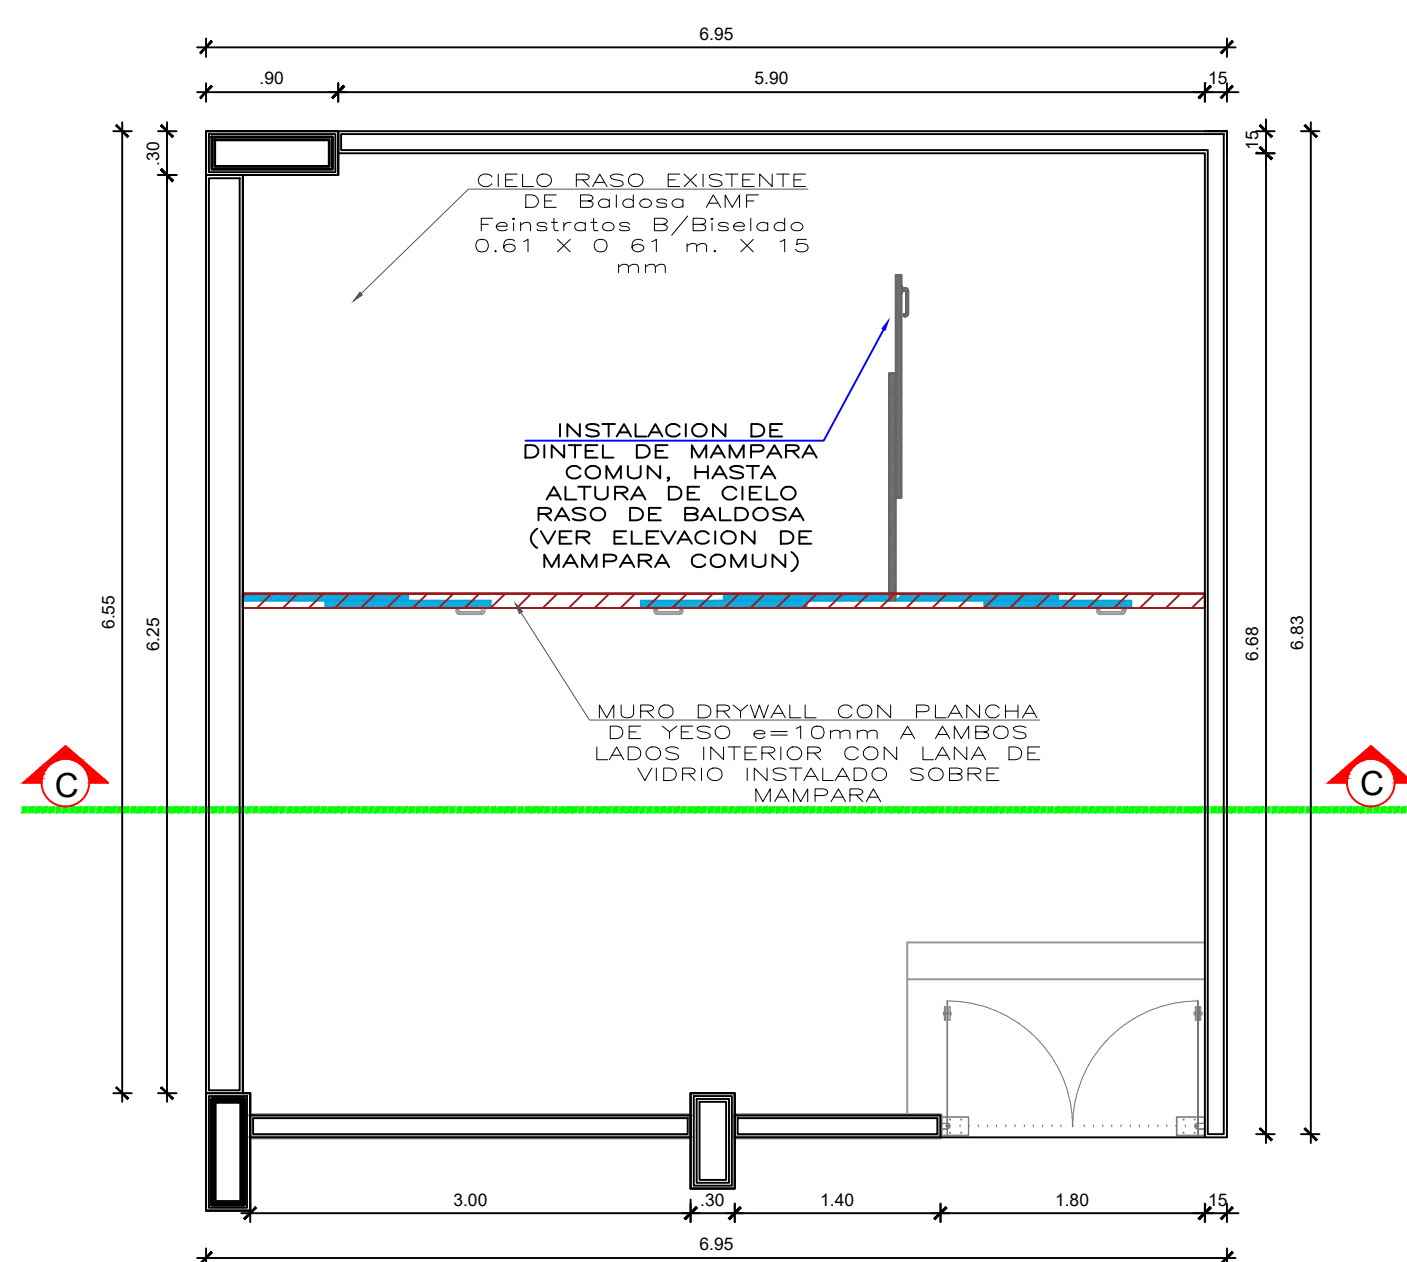 6.95
.90
5.90
15
.30
15
CIELO RASO EXISTENTE
DE Baldosa AMF
Feinstratos B/Biselado
0.61 X 0 61 m. X 15
mm
INSTALACION DE
DINTEL DE MAMPARA
COMUN, HASTA
ALTURA DE CIELO
RASO DE BALDOSA
(VER ELEVACION DE
MAMPARA COMUN)
6.55
6.25
6.68
6.83
MURO DRYWALL CON PLANCHA
DE YESO e=10mm A AMBOS
LADOS INTERIOR CON LANA DE
VIDRIO INSTALADO SOBRE
MAMPARA
C
C
3.00
.30
1.40
1.80
15
6.95